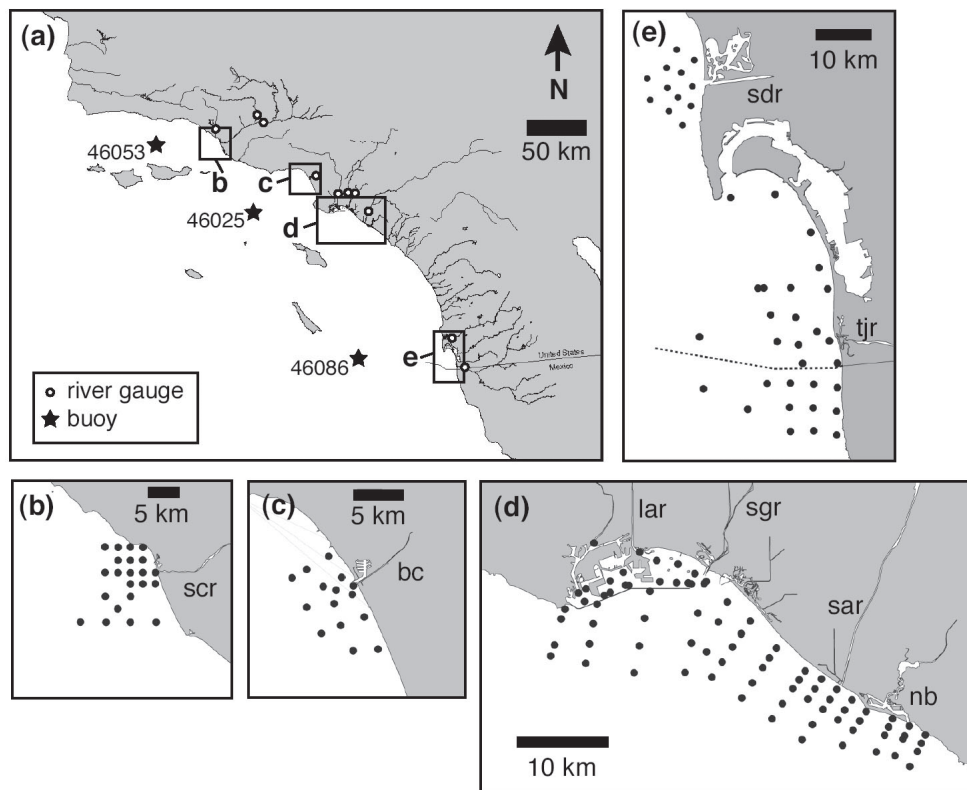 (a)
N
50 km
46053
b
c
46025
d
46086
e
United States
Mexico
river gauge
buoy
(e)
10 km
sdr
tjr
(b)
5 km
scr
(c)
5 km
bc
(d)
lar
sgr
sar
nb
10 km